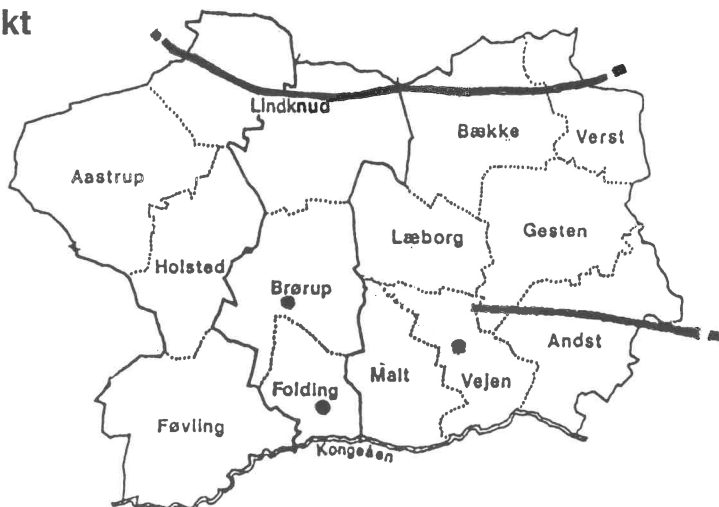 kt
Lindknud
Bække
Verst
Aastrup
Læborg
Gesten
Holsted
Brørup
Andst
Folding
Malt
Vejen
Føvling
Kongeåen